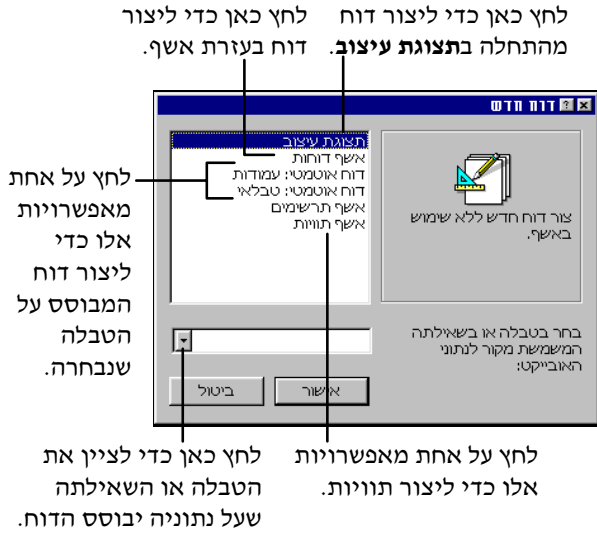 לחץ כאן כדי ליצור דוח
מהתחלה בתצוגת עיצוב.
לחץ כאן כדי ליצור
דוח בעזרת אשף.
דוח חדש
תצוגת עיצוב
אשף דוחות
דוח אוטמטי: עמודות
דוח אוטמטי: טבלאי
אשף תרשימים
אשף תוויות
צור דוח חדש ללא שימוש
באשף.
לחץ על אחת
מאפשרויות
אלו כדי
ליצור דוח
המבוסס על
הטבלה
שנבחרה.
בחר בטבלה או בשאילתה
המשמשת מקור לנתוני
האובייקט:
אישור
ביטול
לחץ על אחת מאפשרויות
אלו כדי ליצור תוויות.
לחץ כאן כדי לציין את
הטבלה או השאילתה
שעל נתוניה יבוסס הדוח.